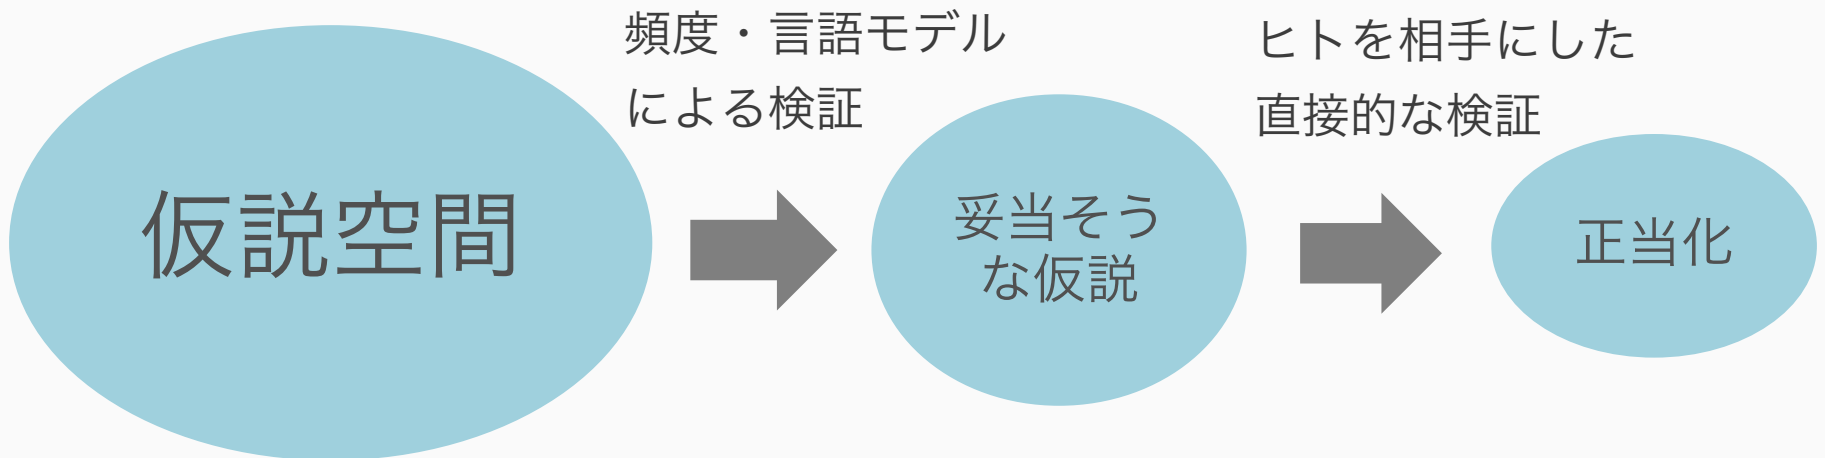 頻度・言語モデル
による検証
ヒトを相手にした
直接的な検証
仮説空間
妥当そう
な仮説
正当化